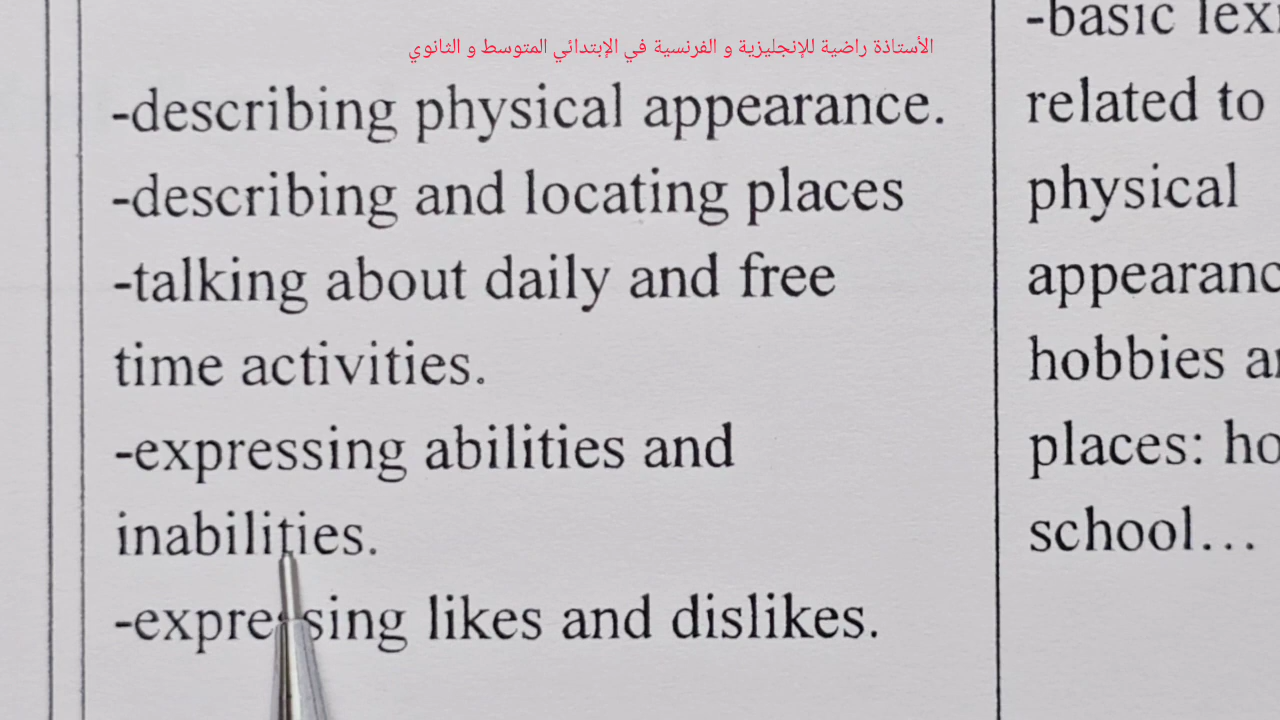 الأستاذة راضية للإنجليزية و الفرنسية في الإبتدائي المتوسط و الثانوي
-describing physical appearance.
-describing and locating places
-talking about daily and free
time activities.
-expressing abilities and
inabilities.
-expressing likes and dislikes.
-basic
related to
physical
hobbies
places:
school...